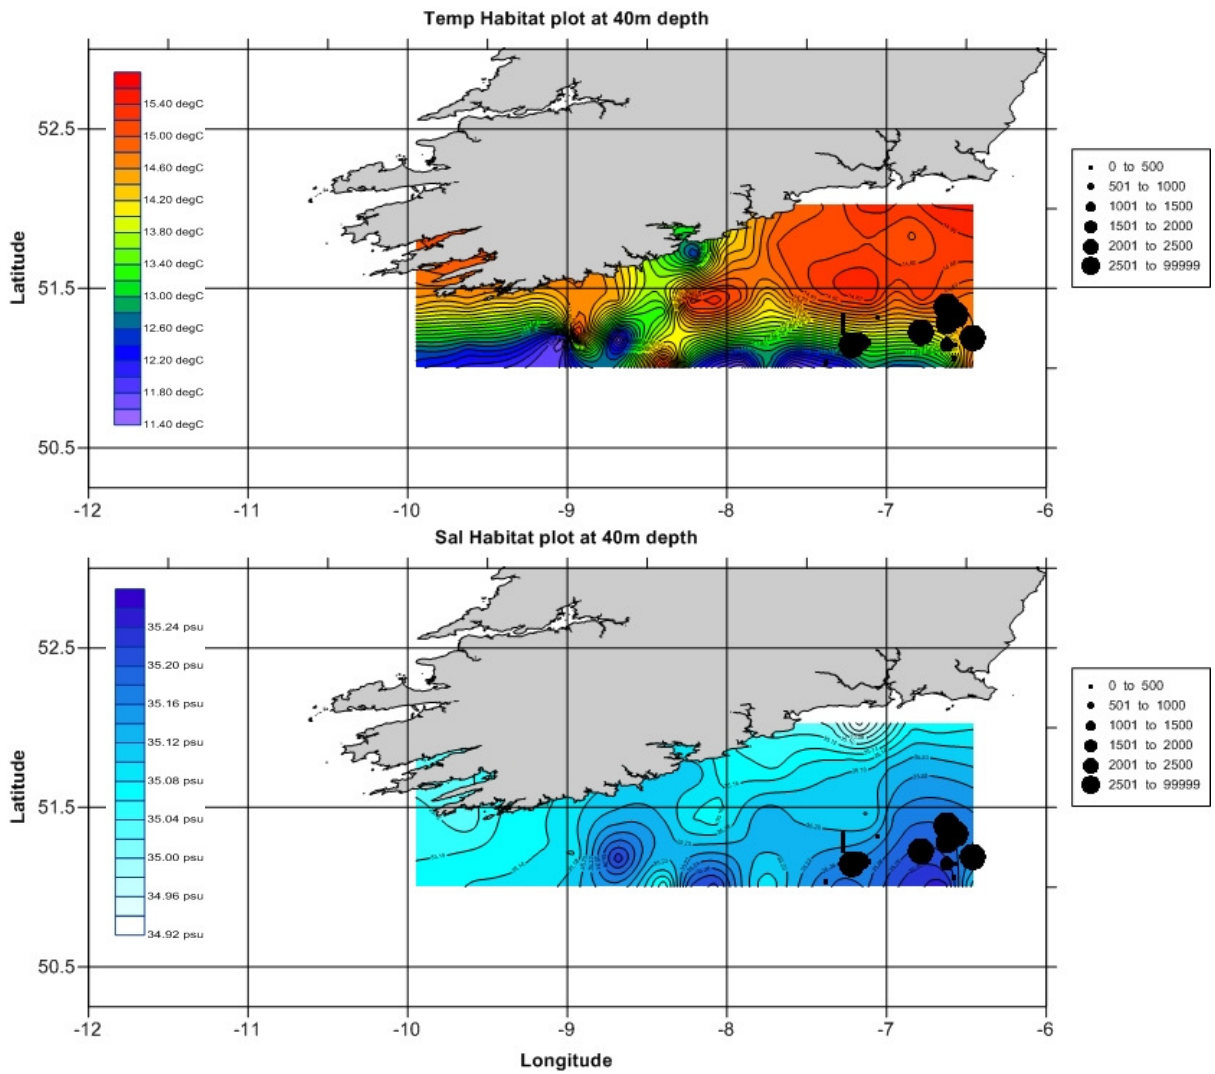 Temp Habitat plot at 40m depth
-12 -11 -10 -9 -8 -7 -6
52.5
51.5
50.5
Latitude
15.40 degC
15.00 degC
14.60 degC
14.20 degC
13.80 degC
13.40 degC
13.00 degC
12.60 degC
12.20 degC
11.80 degC
11.40 degC
0 to 500
501 to 1000
1001 to 1500
1501 to 2000
2001 to 2500
2501 to 99999
Sal Habitat plot at 40m depth
52.5
51.5
50.5
Latitude
35.24 psu
35.20 psu
35.16 psu
35.12 psu
35.08 psu
35.04 psu
35.00 psu
34.96 psu
34.92 psu
0 to 500
501 to 1000
1001 to 1500
1501 to 2000
2001 to 2500
2501 to 99999
-12 -11 -10 -9 -8 -7 -6
Longitude